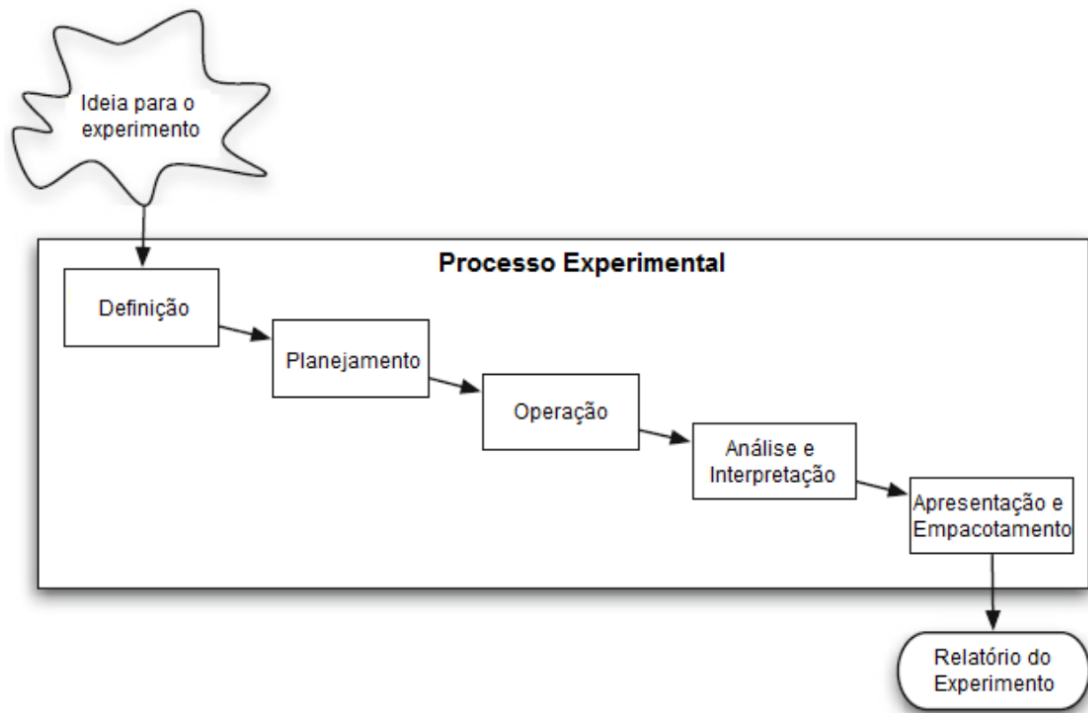 Ideia para o
experimento
Processo Experimental
Definição
Planejamento
Operação
Análise e
Interpretação
Apresentação e
Empacotamento
Relatório do
Experimento